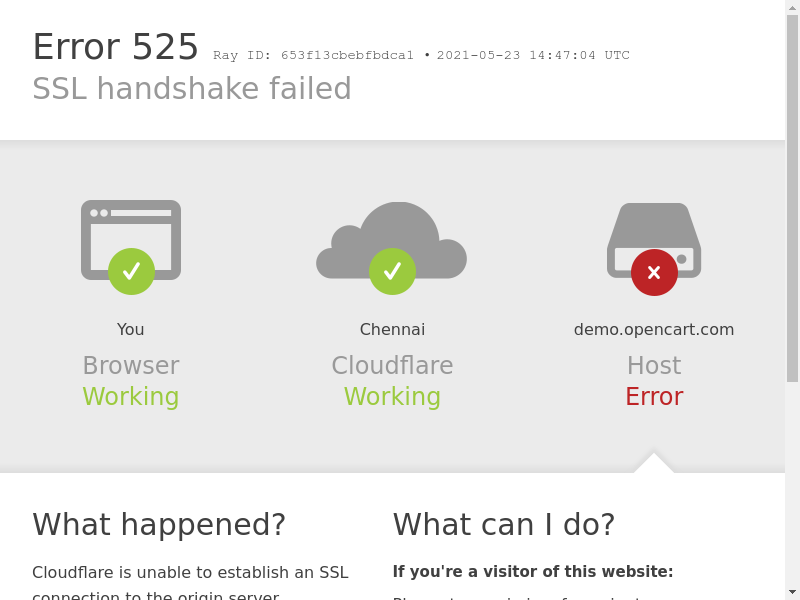 Error 525 Ray ID: 653f13cbebfbdca1 • 2021-05-23 14:47:04 UTC
SSL handshake failed
You
Browser
Working
Chennai
Cloudflare
Working
demo.opencart.com
Host
Error
What happened?
Cloudflare is unable to establish an SSL
connection to the origin server.
What can I do?
If you're a visitor of this website: